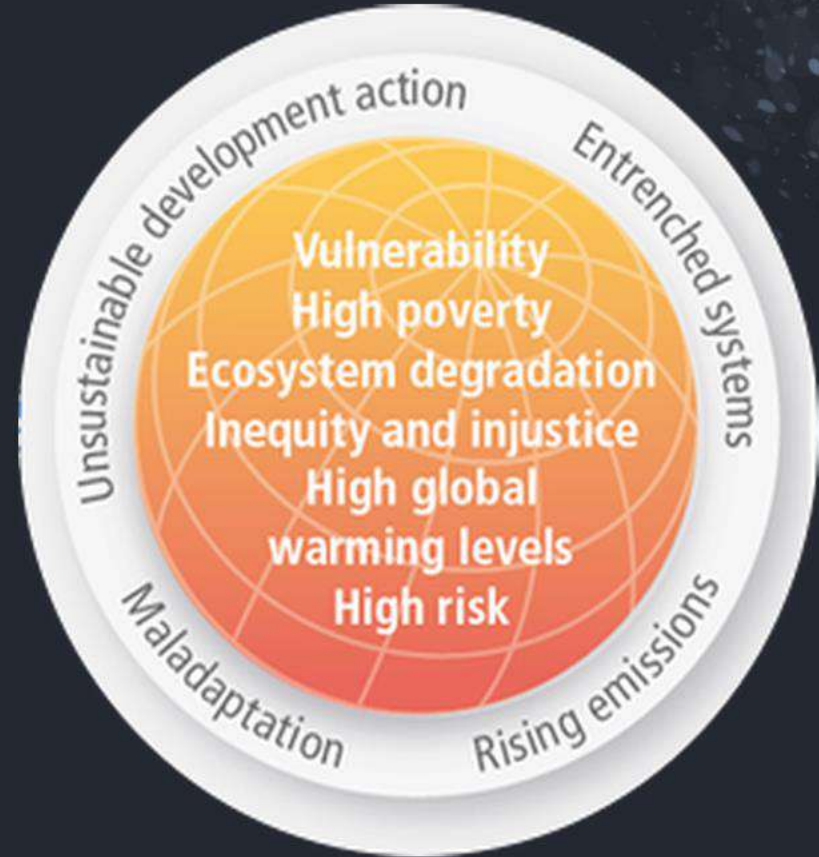 Unsustainable development action
Entrenched systems
Vulnerability
High poverty
Ecosystem degradation
Inequity and injustice
High global
warming levels
High risk
Maladaptation
Rising emissions